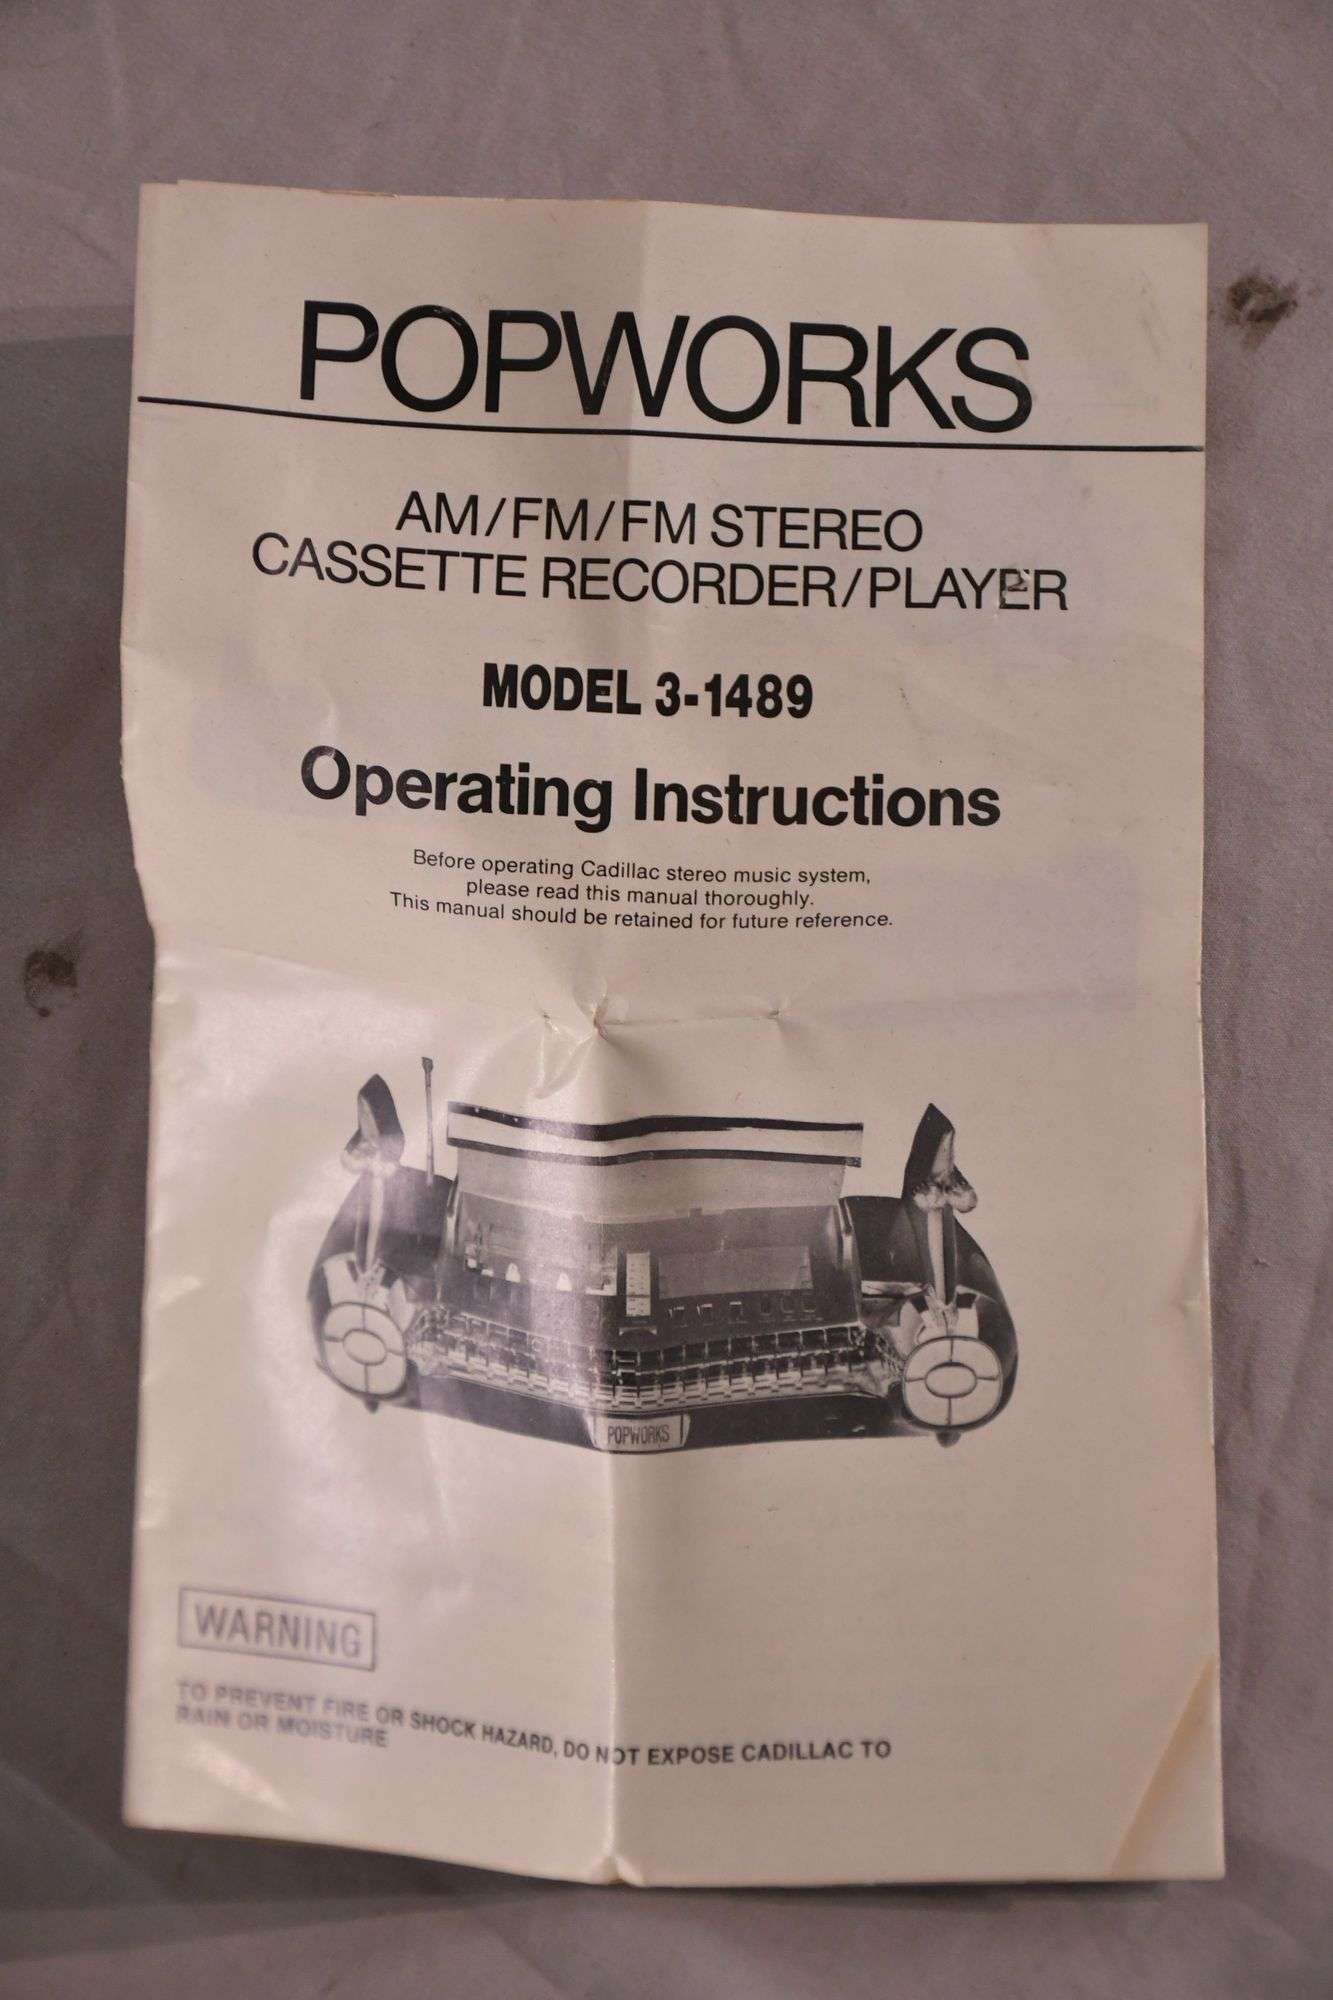 POPWORKS
AM/FM/FM STEREO
CASSETTE RECORDER/PLAYER
MODEL 3-1489
Operating Instructions
Before operating Cadillac stereo music system,
please read this manual thoroughly.
This manual should be retained for future reference.
POPWORKS
WARNING
TO PREVENT FIRE OR SHOCK HAZARD, DO NOT EXPOSE CADILLAC TO
RAIN OR MOISTURE